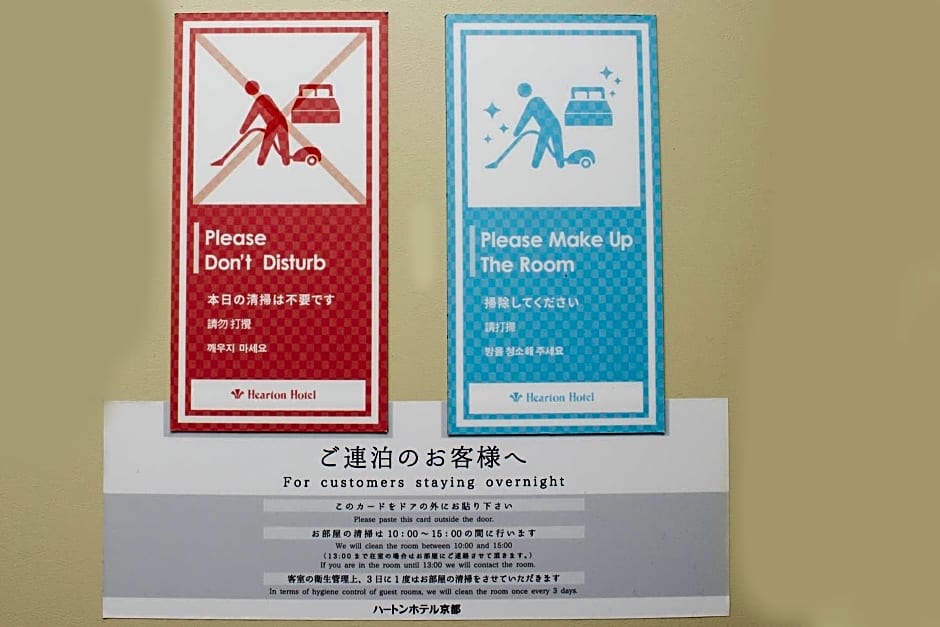 Please
Don't Disturb
本日の清掃は不要です
請勿 打擾
깨우지 마세요
Hearton Hotel
Please Make Up
The Room
掃除してください
請打掃
방을 청소해 주세요
Hearton Hotel
ご連泊のお客様へ
For customers staying overnight
このカードをドアの外にお貼り下さい
Please paste this card outside the door.
お部屋の清掃は10:00～15:00の間に行います
We will clean the room between 10:00 and 15:00
(13:00まで在室の場合はお部屋にご連絡させて頂きます。)
If you are in the room until 13:00 we will contact the room.
客室の衛生管理上、3日に1度はお部屋の清掃をさせていただきます
In terms of hygiene control of guest rooms, we will clean the room once every 3 days.
ハートンホテル京都